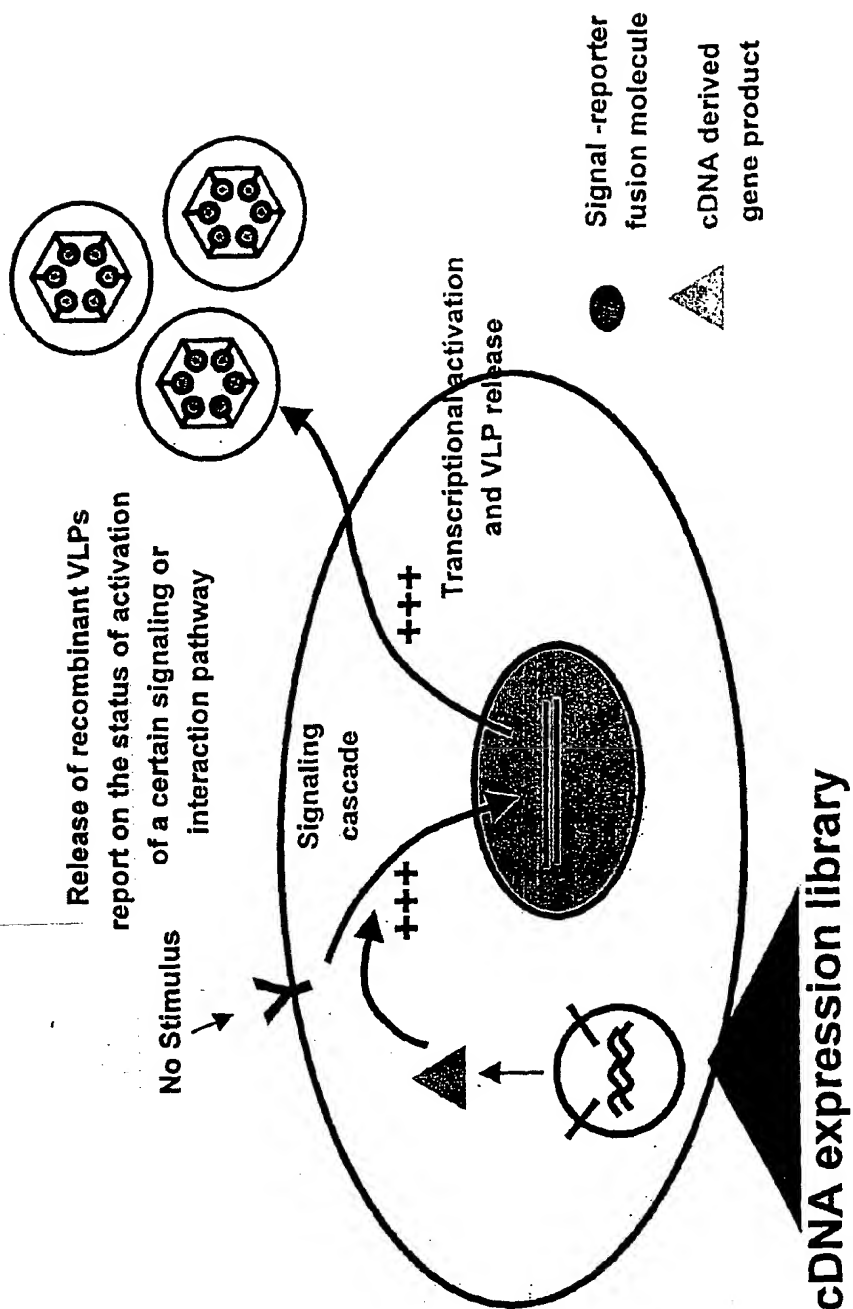 Release of recombinant VLPs
report on the status of activation
of a certain signaling or
interaction pathway
No Stimulus
Signaling
cascade
+++
+++
Transcriptional activation
and VLP release
Signal -reporter
fusion molecule
cDNA derived
gene product
cDNA expression library